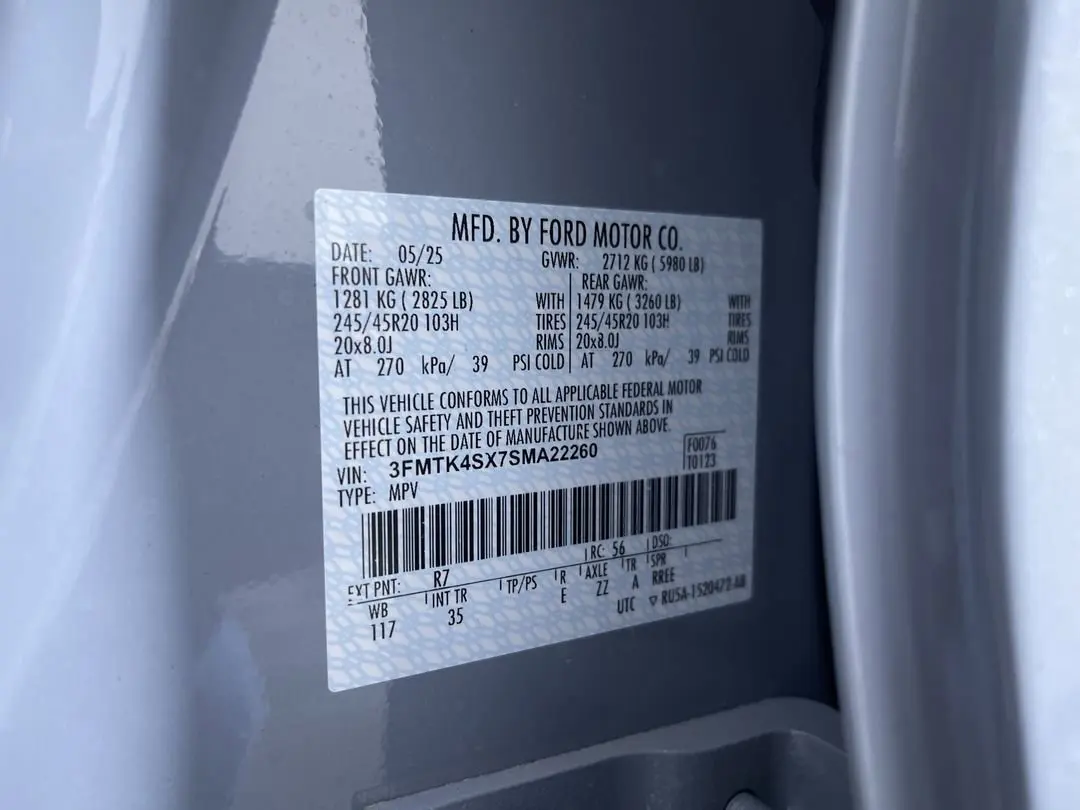 MFD. BY FORD MOTOR CO.
DATE: 05/25 GVWR: 2712 KG ( 5980 LB)
FRONT GAWR: REAR GAWR:
1281 KG ( 2825 LB) WITH 1479 KG ( 3260 LB) WITH
245/45R20 103H TIRES 245/45R20 103H TIRES
20x8.0J RIMS 20x8.0J RIMS
AT 270 kPa/ 39 PSI COLD AT 270 kPa/ 39 PSI COLD
THIS VEHICLE CONFORMS TO ALL APPLICABLE FEDERAL MOTOR
VEHICLE SAFETY AND THEFT PREVENTION STANDARDS IN
EFFECT ON THE DATE OF MANUFACTURE SHOWN ABOVE.
VIN: 3FMTK4SX7SMA22260 F0076
TYPE: MPV T0123
EXT PNT: R7 RC: 56 DSO:
WB INT TR TP/PS R AXLE TR SPR
117 35 E ZZ A RREE
UTC ▽ RU5A-1520472-AB